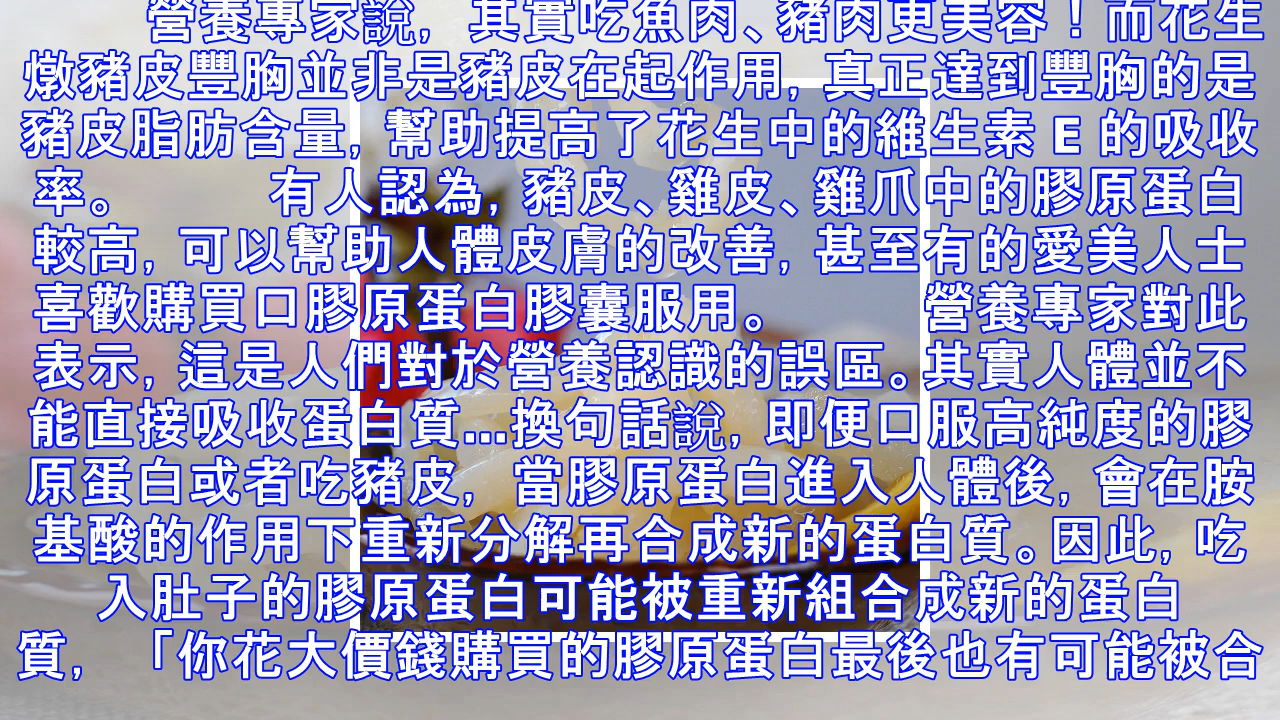 營養專家說, 其實吃魚肉、豬肉更美容！而花生
燉豬皮豐胸並非是豬皮在起作用, 真正達到豐胸的是
豬皮脂肪含量, 幫助提高了花生中的維生素 E 的吸收
率。 有人認為, 豬皮、雞皮、雞爪中的膠原蛋白
較高, 可以幫助人體皮膚的改善, 甚至有的愛美人士
喜歡購買口膠原蛋白膠囊服用。 營養專家對此
表示, 這是人們對於營養認識的誤區。其實人體並不
能直接吸收蛋白質...換句話說, 即便口服高純度的膠
原蛋白或者吃豬皮, 當膠原蛋白進入人體後, 會在胺
基酸的作用下重新分解再合成新的蛋白質。因此, 吃
入肚子的膠原蛋白可能被重新組合成新的蛋白
質, 「你花大價錢購買的膠原蛋白最後也有可能被合